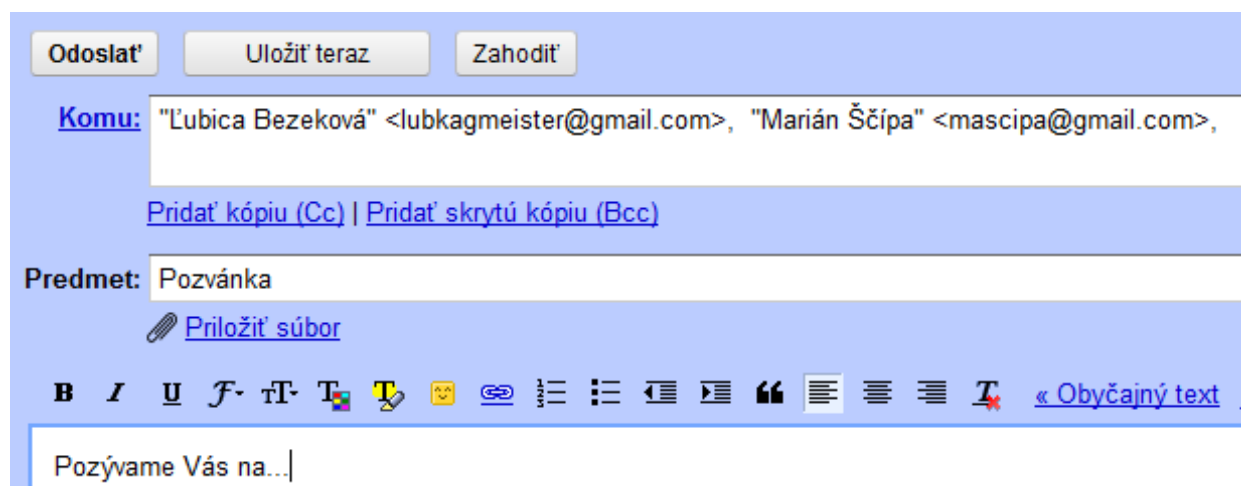 Odoslať Uložiť teraz Zahodiť
Komu: "Ľubica Bezeková" <lubkagmeister@gmail.com>, "Marián Ščípa" <mascipa@gmail.com>,
Pridať kópiu (Cc) | Pridať skrytú kópiu (Bcc)
Predmet: Pozvánka
Priložiť súbor
B I U F TT T T « Obyčajný text
Pozývame Vás na...